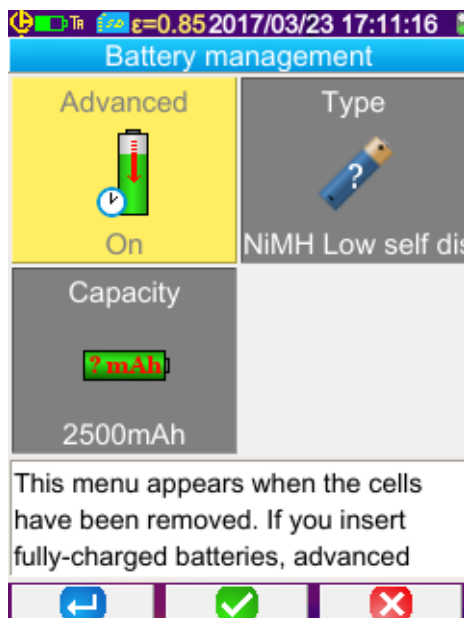 ε=0.85 2017/03/23 17:11:16
Battery management
Advanced
On
Type
NiMH Low self dis
Capacity
? mAh
2500mAh
This menu appears when the cells
have been removed. If you insert
fully-charged batteries, advanced